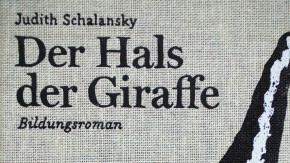 Judith Schalansky
Der Hals
der Giraffe
Bildungsroman